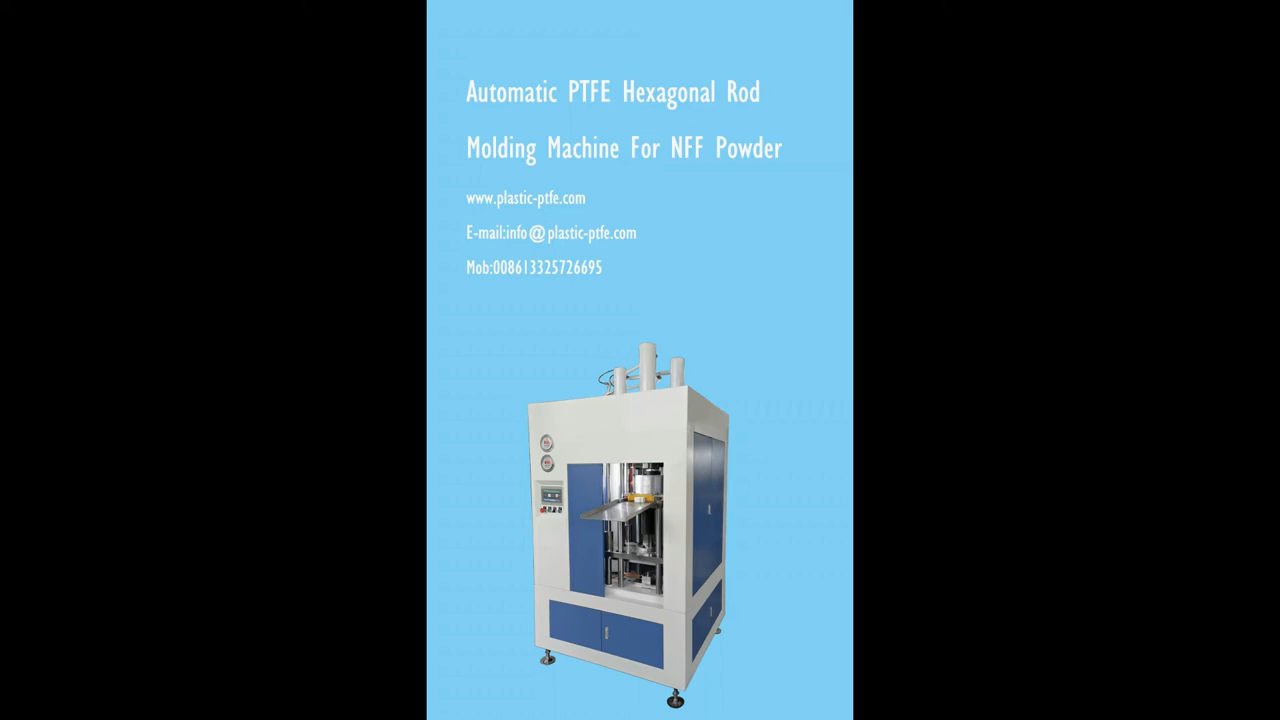 Automatic PTFE Hexagonal Rod
Molding Machine For NFF Powder
www.plastic-ptfe.com
E-mail:info@plastic-ptfe.com
Mob:008613325726695